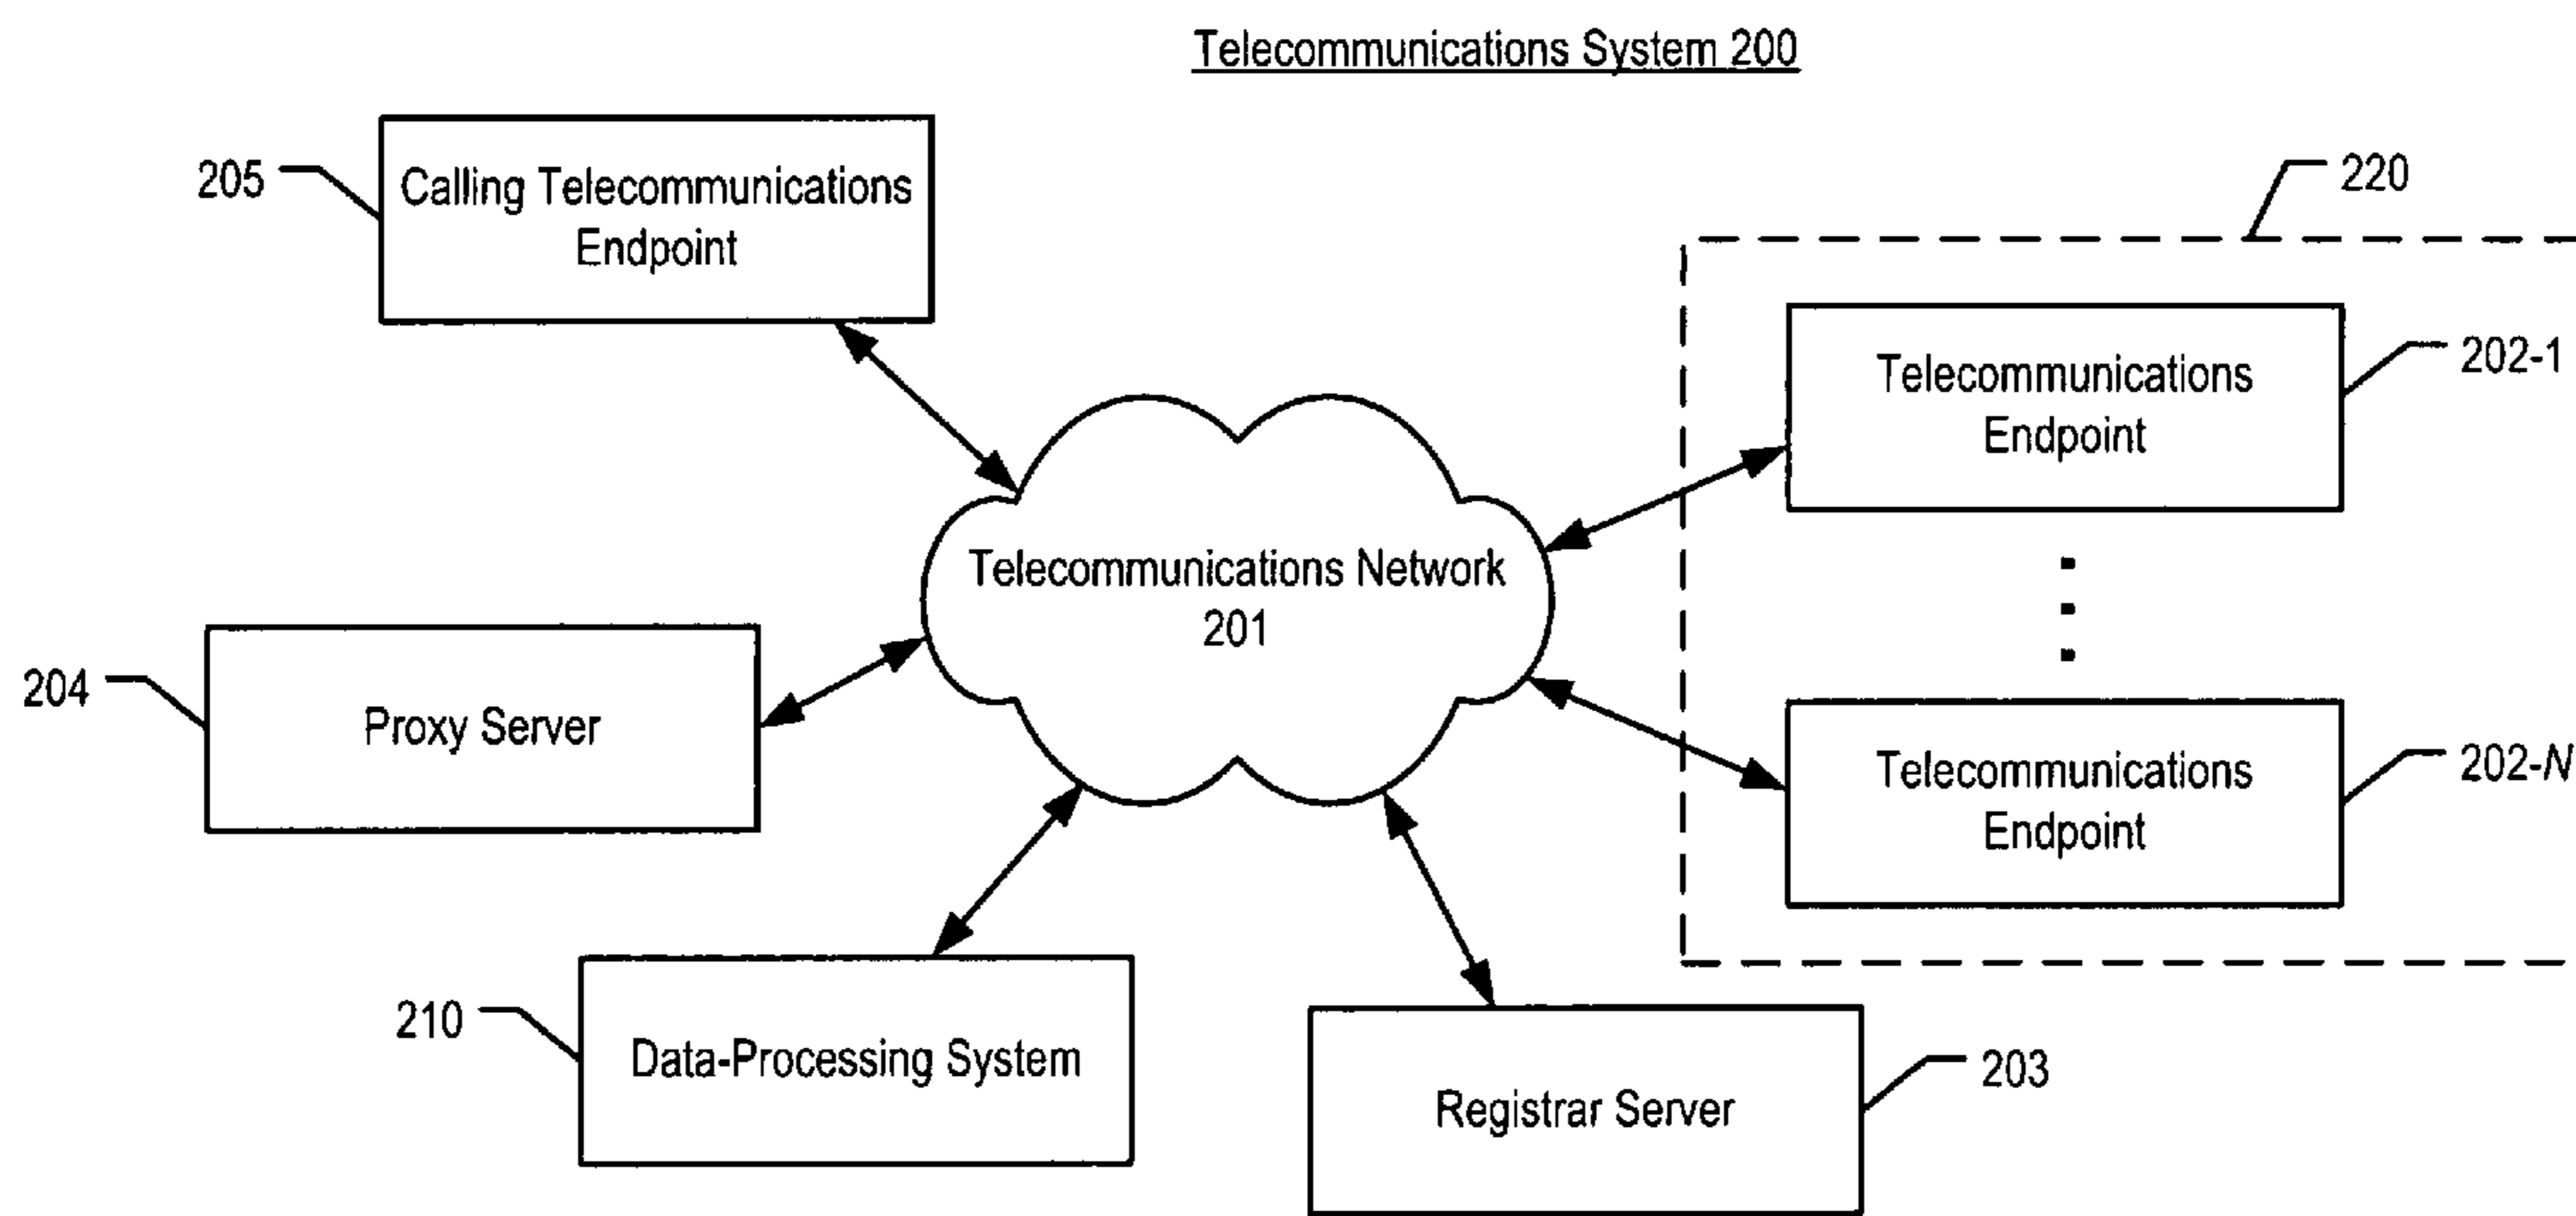 Telecommunications System 200
205
Calling Telecommunications
Endpoint
220
Telecommunications
Endpoint
202-1
Telecommunications Network
201
204
Proxy Server
Telecommunications
Endpoint
202-N
210
Data-Processing System
Registrar Server
203